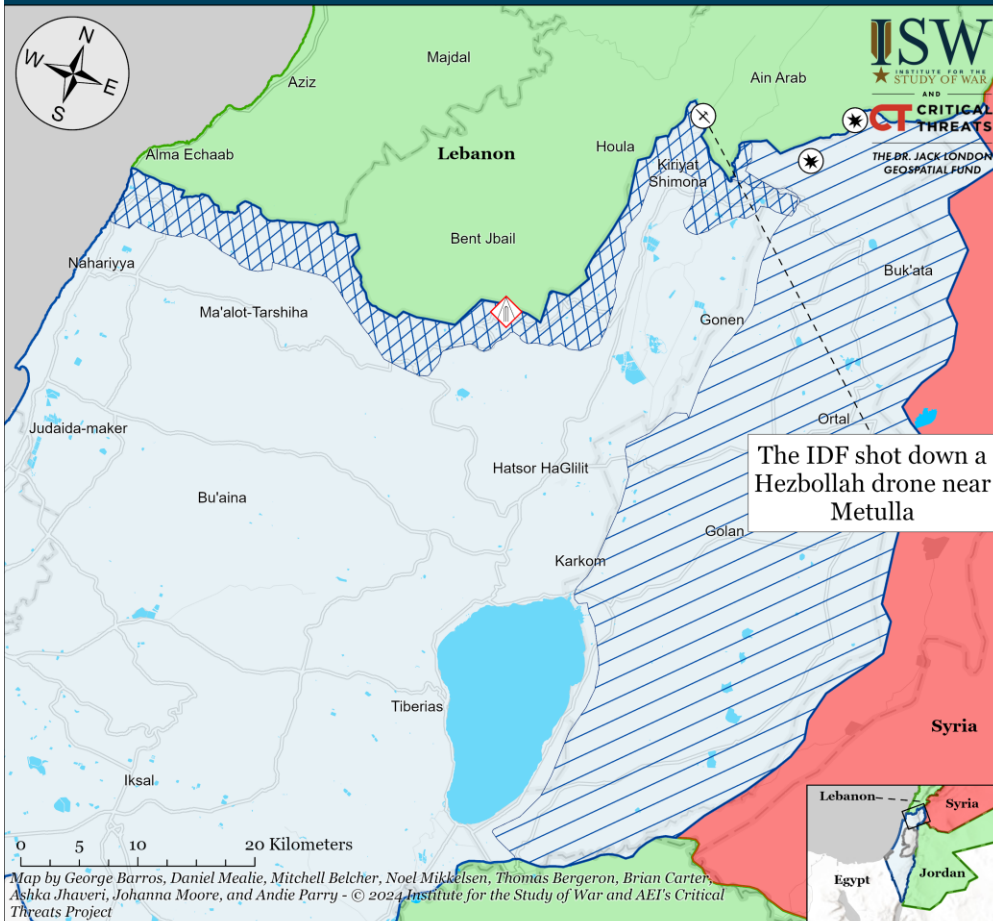 N
W
E
S
Majdal
Aziz
Ain Arab
ISW
INSTITUTE FOR THE
STUDY OF WAR
AND
CT CRITICAL
THREATS
THE DR. JACK LONDON
GEOSPATIAL FUND
Alma Echaab
Lebanon
Houla
Kiriyat
Shimona
Bent Jbail
Nahariyya
Buk'ata
Ma'alot-Tarshiha
Gonen
Ortal
Judaida-maker
The IDF shot down a
Hezbollah drone near
Metulla
Hatsor HaGlilit
Bu'aina
Golan
Karkom
Tiberias
Syria
Iksal
0 5 10 20 Kilometers
Map by George Barros, Daniel Mealie, Mitchell Belcher, Noel Mikkelsen, Thomas Bergeron, Brian Carter,
Ashka Jhaveri, Johanna Moore, and Andie Parry - © 2024 Institute for the Study of War and AEI's Critical
Threats Project
Lebanon
Syria
Egypt
Jordan